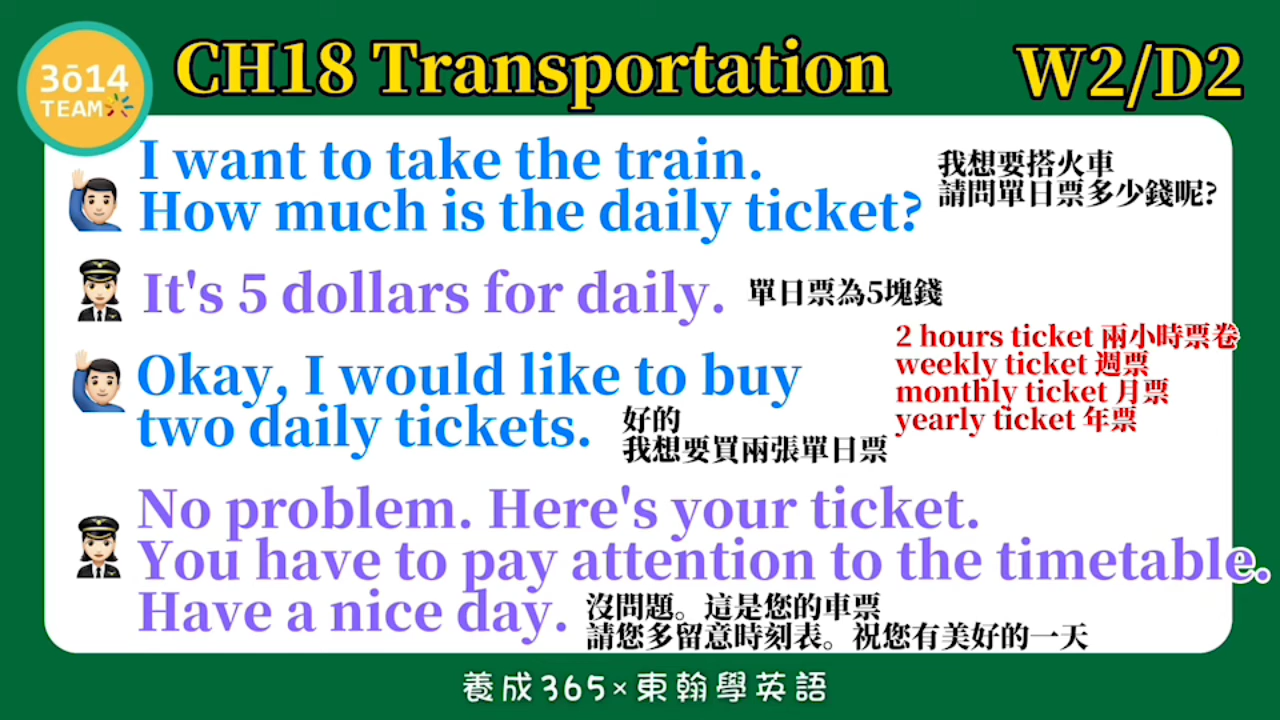 3ō14
TEAM
CH18 Transportation
W2/D2
I want to take the train.
How much is the daily ticket?
我想要搭火車
請問單日票多少錢呢?
It's 5 dollars for daily.
單日票為5塊錢
2 hours ticket 兩小時票卷
weekly ticket 週票
monthly ticket 月票
yearly ticket 年票
Okay, I would like to buy
two daily tickets.
好的
我想要買兩張單日票
No problem. Here's your ticket.
You have to pay attention to the timetable.
Have a nice day.
沒問題。這是您的車票
請您多留意時刻表。祝您有美好的一天
養成365×東翰學英語